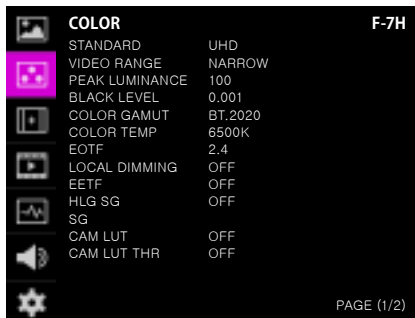 COLOR F-7H
STANDARD UHD
VIDEO RANGE NARROW
PEAK LUMINANCE 100
BLACK LEVEL 0.001
COLOR GAMUT BT.2020
COLOR TEMP 6500K
EOTF 2.4
LOCAL DIMMING OFF
EETF OFF
HLG SG OFF
SG
CAM LUT OFF
CAM LUT THR OFF
PAGE (1/2)